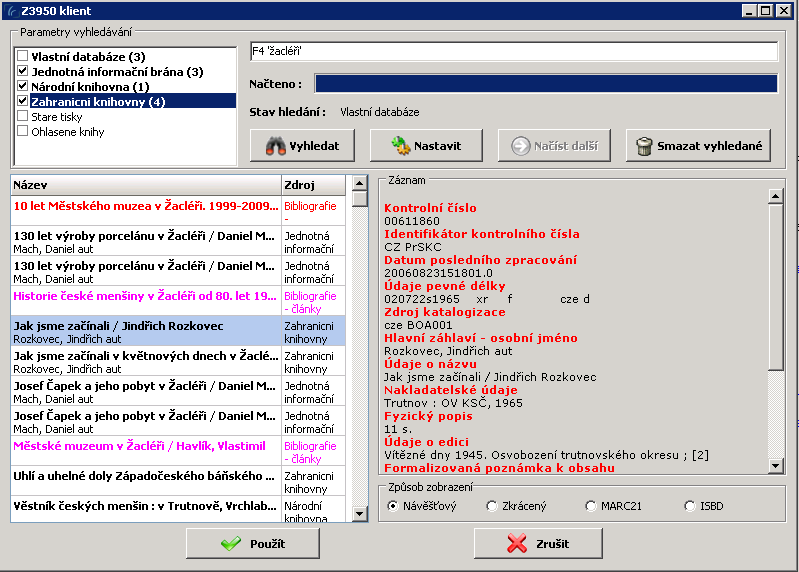 Z3950 klient
Parametry vyhledávání
Vlastní databáze (3)
Jednotná informační brána (3)
Národní knihovna (1)
Zahranicni knihovny (4)
Stare tisky
Ohlasene knihy
F4 'žacléři'
Načteno :
Stav hledání : Vlastní databáze
Vyhledat
Nastavit
Načíst další
Smazat vyhledané
Název Zdroj
10 let Městského muzea v Žacléři. 1999-2009... Bibliografie
-
130 let výroby porcelánu v Žacléři / Daniel M... Jednotná
Mach, Daniel aut informační
130 let výroby porcelánu v Žacléři / Daniel M... Jednotná
Mach, Daniel aut informační
Historie české menšiny v Žacléři od 80. let 19... Bibliografie
- články
Jak jsme začínali / Jindřich Rozkovec Zahranicni
Rozkovec, Jindřich aut knihovny
Jak jsme začínali v květnových dnech v Žaclé... Zahranicni
Rozkovec, Jindřich aut knihovny
Josef Čapek a jeho pobyt v Žacléři / Daniel M... Jednotná
Mach, Daniel aut informační
Josef Čapek a jeho pobyt v Žacléři / Daniel M... Jednotná
Mach, Daniel aut informační
Městské muzeum v Žacléři / Havlík, Vlastimil Bibliografie
- články
Uhlí a uhelné doly Západočeského báňského ... Zahranicni
knihovny
Věstník českých menšin : v Trutnově, Vrchlab... Národní
knihovna
Záznam
Kontrolní číslo
00611860
Identifikátor kontrolního čísla
CZ PrSKC
Datum posledního zpracování
20060823151801.0
Údaje pevné délky
020722s1965 xr f cze d
Zdroj katalogizace
cze BOA001
Hlavní záhlaví - osobní jméno
Rozkovec, Jindřich aut
Údaje o názvu
Jak jsme začínali / Jindřich Rozkovec
Nakladatelské údaje
Trutnov : OV KSČ, 1965
Fyzický popis
11 s.
Údaje o edici
Vítězné dny 1945. Osvobození trutnovského okresu ; [2]
Formalizovaná poznámka k obsahu
Způsob zobrazení
Návěšťový
Zkrácený
MARC21
ISBD
Použít
Zrušit